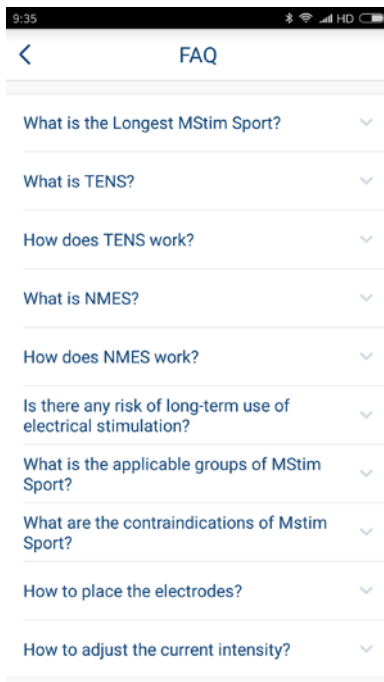 9:35
HD
FAQ
What is the Longest MStim Sport?
What is TENS?
How does TENS work?
What is NMES?
How does NMES work?
Is there any risk of long-term use of
electrical stimulation?
What is the applicable groups of MStim
Sport?
What are the contraindications of Mstim
Sport?
How to place the electrodes?
How to adjust the current intensity?